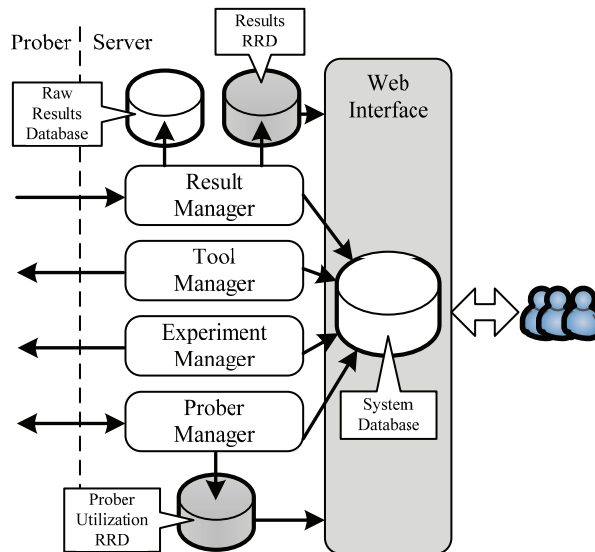 Prober
Server
Results
RRD
Raw
Results
Database
Web
Interface
Result
Manager
Tool
Manager
Experiment
Manager
Prober
Manager
System
Database
Prober
Utilization
RRD